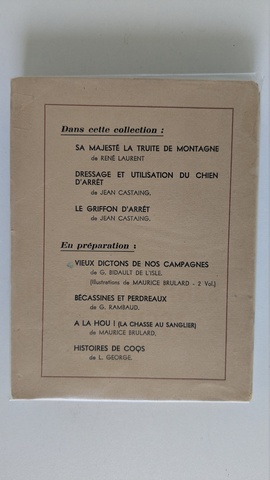 Dans cette collection :
SA MAJESTÉ LA TRUITE DE MONTAGNE
de RENÉ LAURENT
DRESSAGE ET UTILISATION DU CHIEN
D'ARRÊT
de JEAN CASTAING.
LE GRIFFON D'ARRÊT
de JEAN CASTAING.
En préparation :
VIEUX DICTONS DE NOS CAMPAGNES
de G. BIDAULT DE L'ISLE.
(Illustrations de MAURICE BRULARD - 2 Vol.)
BÉCASSINES ET PERDREAUX
de G. RAMBAUD.
A LA HOU ! (LA CHASSE AU SANGLIER)
de MAURICE BRULARD.
HISTOIRES DE COQS
de L. GEORGE.